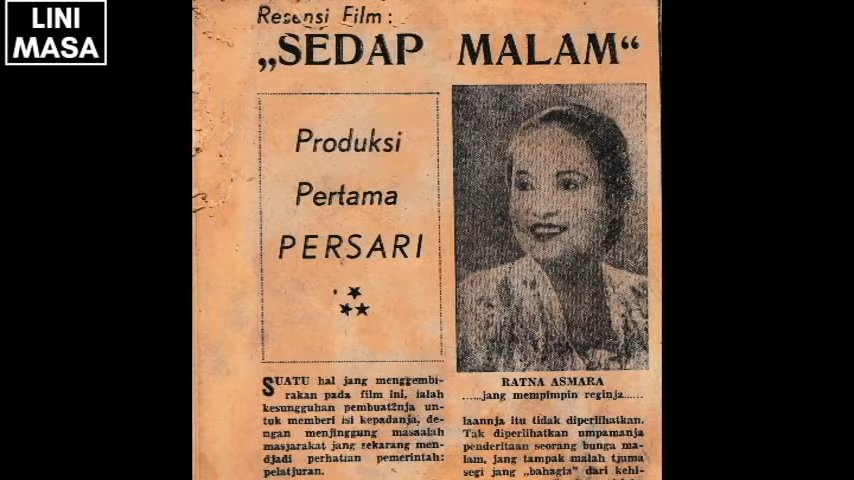 LINI
MASA
Resensi Film:
„SEDAP MALAM“
Produksi
Pertama
PERSARI
RATNA ASMARA
......jang mempimpin reginja......
SUATU hal jang menggembi-
rakan pada film ini, ialah
kesungguhan pembuat2nja un-
tuk memberi isi kepadanja, de-
ngan menjinggung masaalah
masjarakat jang sekarang men-
djadi perhatian pemerintah:
pelatjuran.
laannja itu tidak diperlihatkan.
Tak diperlihatkan umpamanja
penderitaan seorang bunga ma-
lam, jang tampak malah tjuma
segi jang „bahagia” dari kehi-